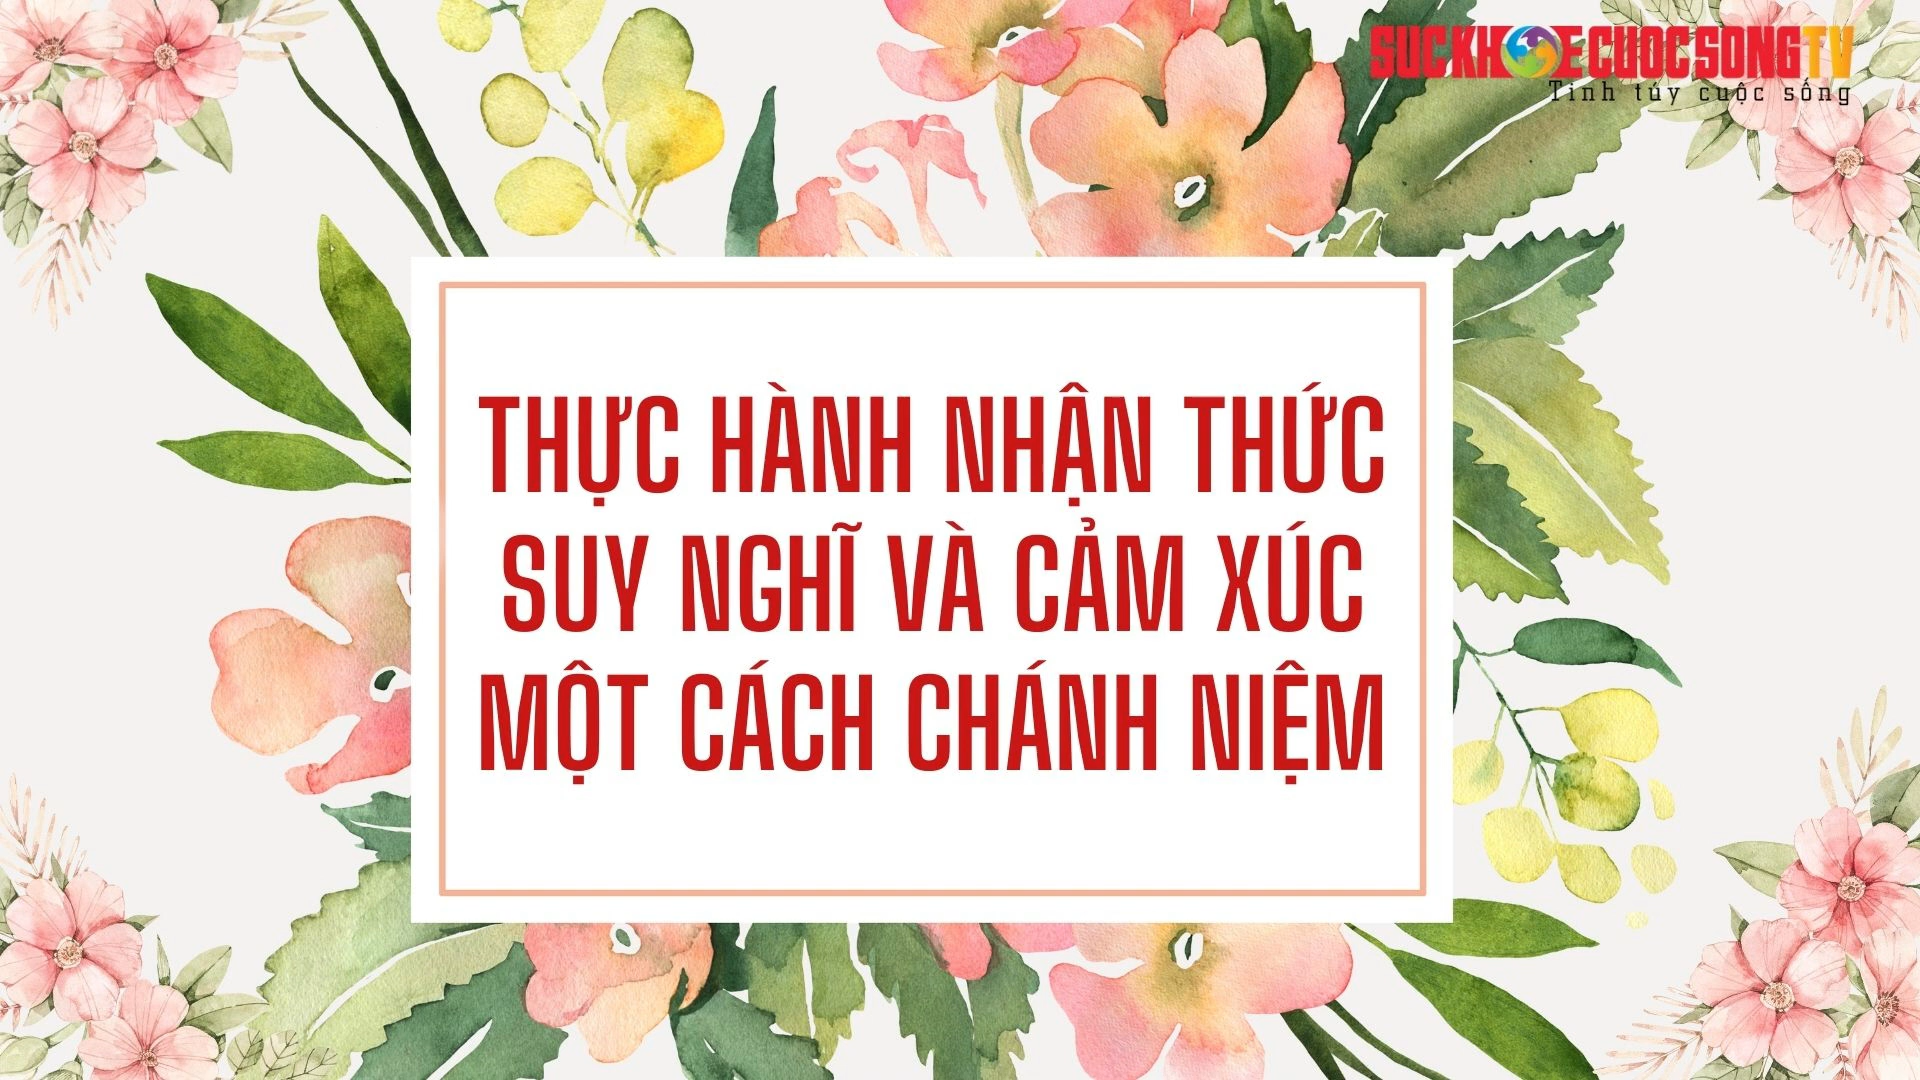 SUCKHOECUOCSONGTV
Tinh túy cuộc sống
THỰC HÀNH NHẬN THỨC
SUY NGHĨ VÀ CẢM XÚC
MỘT CÁCH CHÁNH NIỆM